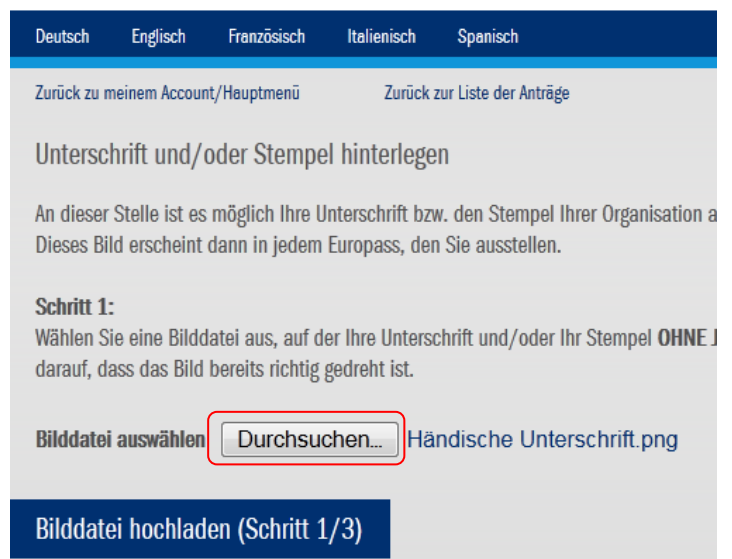 Deutsch Englisch Französisch Italienisch Spanisch
Zurück zu meinem Account/Hauptmenü Zurück zur Liste der Anträge
Unterschrift und/oder Stempel hinterlegen
An dieser Stelle ist es möglich Ihre Unterschrift bzw. den Stempel Ihrer Organisation a
Dieses Bild erscheint dann in jedem Europass, den Sie ausstellen.
Schritt 1:
Wählen Sie eine Bilddatei aus, auf der Ihre Unterschrift und/oder Ihr Stempel OHNE J
darauf, dass das Bild bereits richtig gedreht ist.
Bilddatei auswählen Durchsuchen... Händische Unterschrift.png
Bilddatei hochladen (Schritt 1/3)